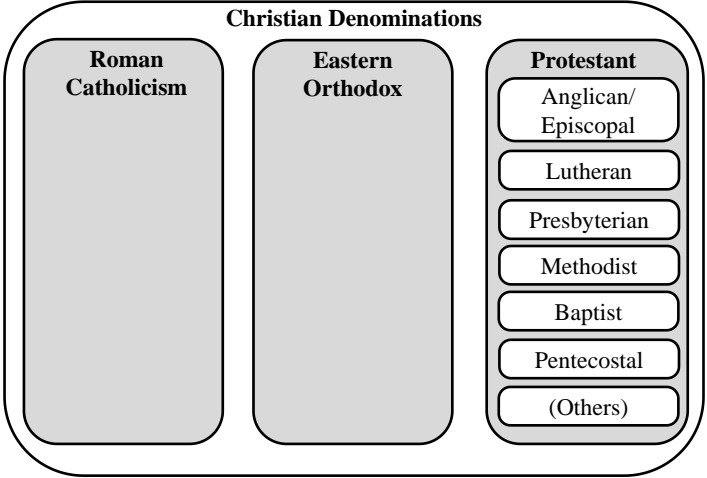 Christian Denominations
Roman
Catholicism
Eastern
Orthodox
Protestant
Anglican/
Episcopal
Lutheran
Presbyterian
Methodist
Baptist
Pentecostal
(Others)